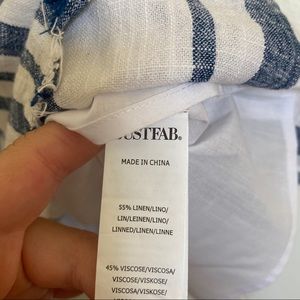 JUSTFAB®
MADE IN CHINA
55% LINEN/LINO/
LIN/LEINEN/LINO/
LINNED/LINEN/LINNE
45% VISCOSE/VISCOSA/
VISCOSE/VISKOSE/
VISCOSA/VISKOSE/